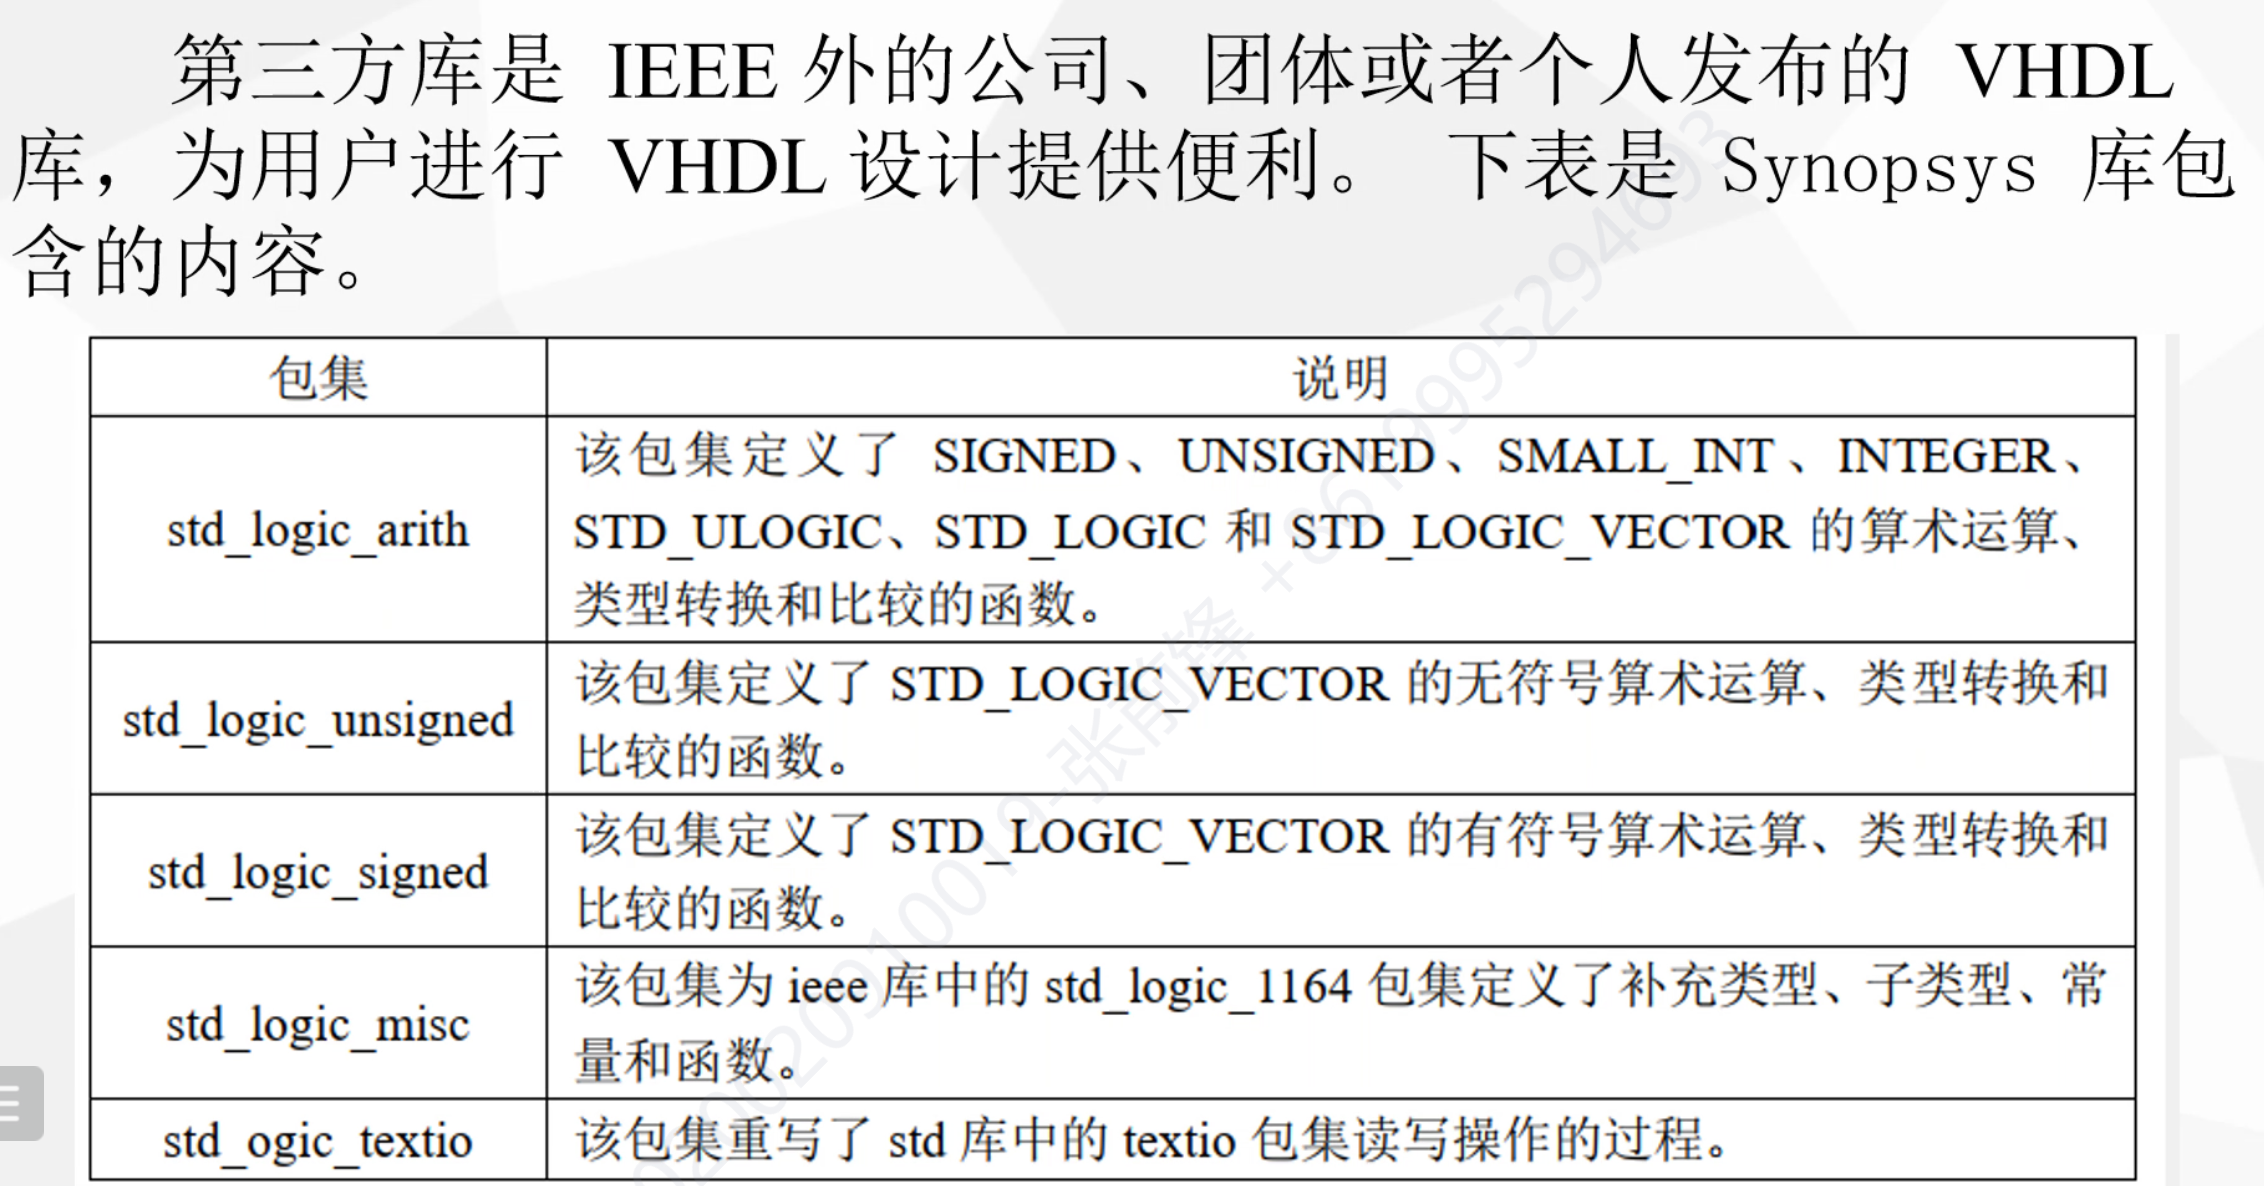 第三方库是 IEEE 外的公司、团体或者个人发布的 VHDL
库，为用户进行 VHDL 设计提供便利。 下表是 Synopsys 库包
含的内容。
包集 说明
std_logic_arith
该包集定义了 SIGNED、UNSIGNED、SMALL_INT、INTEGER、
STD_ULOGIC、STD_LOGIC 和 STD_LOGIC_VECTOR 的算术运算、
类型转换和比较的函数。
std_logic_unsigned
该包集定义了 STD_LOGIC_VECTOR 的无符号算术运算、类型转换和
比较的函数。
std_logic_signed
该包集定义了 STD_LOGIC_VECTOR 的有符号算术运算、类型转换和
比较的函数。
std_logic_misc
该包集为 ieee 库中的 std_logic_1164 包集定义了补充类型、子类型、常
量和函数。
std_ogic_textio
该包集重写了 std 库中的 textio 包集读写操作的过程。